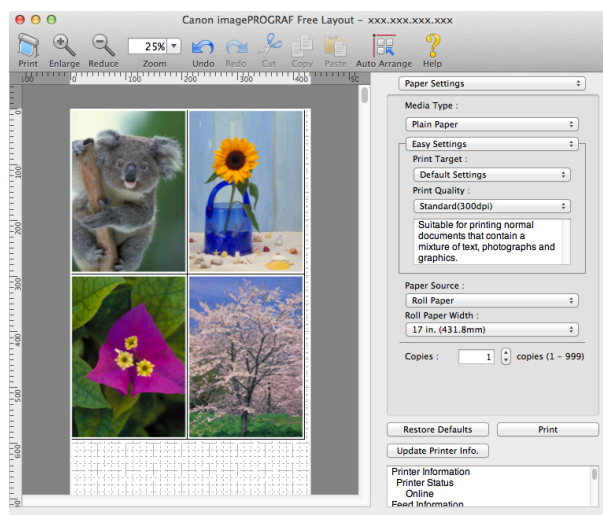 Canon imagePROGRAF Free Layout – xxx.xxx.xxx.xxx
25%
Print Enlarge Reduce Zoom Undo Redo Cut Copy Paste Auto Arrange Help
100 0 100 200 300 400
0
100
200
300
400
500
600
Paper Settings
Media Type :
Plain Paper
Easy Settings
Print Target :
Default Settings
Print Quality :
Standard(300dpi)
Suitable for printing normal
documents that contain a
mixture of text, photographs and
graphics.
Paper Source :
Roll Paper
Roll Paper Width :
17 in. (431.8mm)
Copies : 1 copies (1 – 999)
Restore Defaults Print
Update Printer Info.
Printer Information
Printer Status
Online
Feed Information